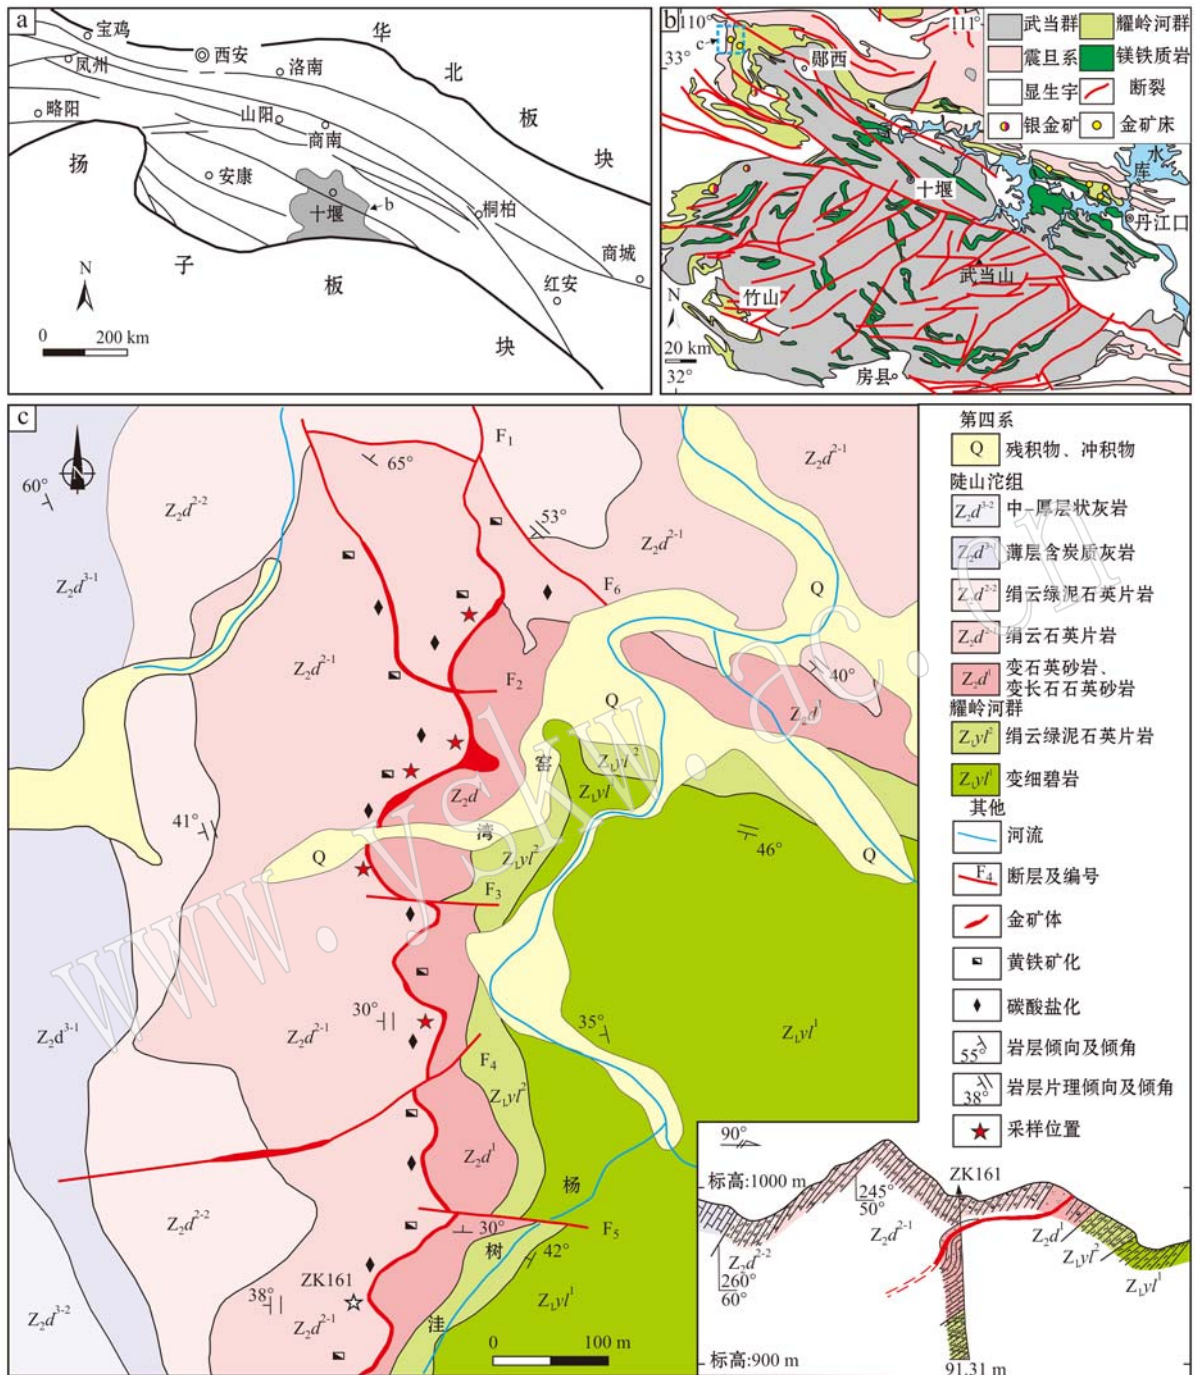 a
宝鸡
凤州
西安
洛南
华
北
板
块
略阳
山阳
商南
扬
子
板
块
安康
十堰
b
桐柏
商城
红安
N
0 200 km
b
110°
111°
33°
32°
c
郧西
十堰
水
库
丹江口
武当山
竹山
房县
N
20 km
武当群
耀岭河群
震旦系
镁铁质岩
显生宇
断裂
银金矿
金矿床
c
N
60°
Z₂d²⁻²
Z₂d³⁻¹
65°
F₁
53°
Z₂d²⁻¹
Z₂d²⁻¹
F₆
Q
Z₂d²⁻¹
F₂
Q
40°
Z₂d¹
窑
Z₁yl²
Z₁yl¹
Z₂d¹
41°
湾
Q
Z₁yl²
46°
Q
F₃
30°
Z₂d²⁻¹
Z₂d³⁻¹
35°
Z₁yl¹
F₄
Z₁yl²
Z₂d¹
杨
Z₂d²⁻²
30°
F₅
树
42°
ZK161
38°
Z₂d²⁻¹
Z₁yl¹
洼
Z₂d³⁻²
0 100 m
第四系
Q 残积物、冲积物
陡山沱组
Z₂d³⁻² 中-厚层状灰岩
Z₂d³⁻¹ 薄层含炭质灰岩
Z₂d²⁻² 绢云绿泥石英片岩
Z₂d²⁻¹ 绢云石英片岩
Z₂d¹ 变石英砂岩、
变长石石英砂岩
耀岭河群
Z₁yl² 绢云绿泥石英片岩
Z₁yl¹ 变细碧岩
其他
河流
F₄ 断层及编号
金矿体
黄铁矿化
碳酸盐化
55° 岩层倾向及倾角
38° 岩层片理倾向及倾角
采样位置
90°
标高:1000 m
ZK161
245°
50°
Z₂d²⁻¹
Z₂d²⁻²
260°
60°
Z₂d¹
Z₁yl²
Z₁yl¹
标高:900 m
91.31 m
www.yskw.ac.cn